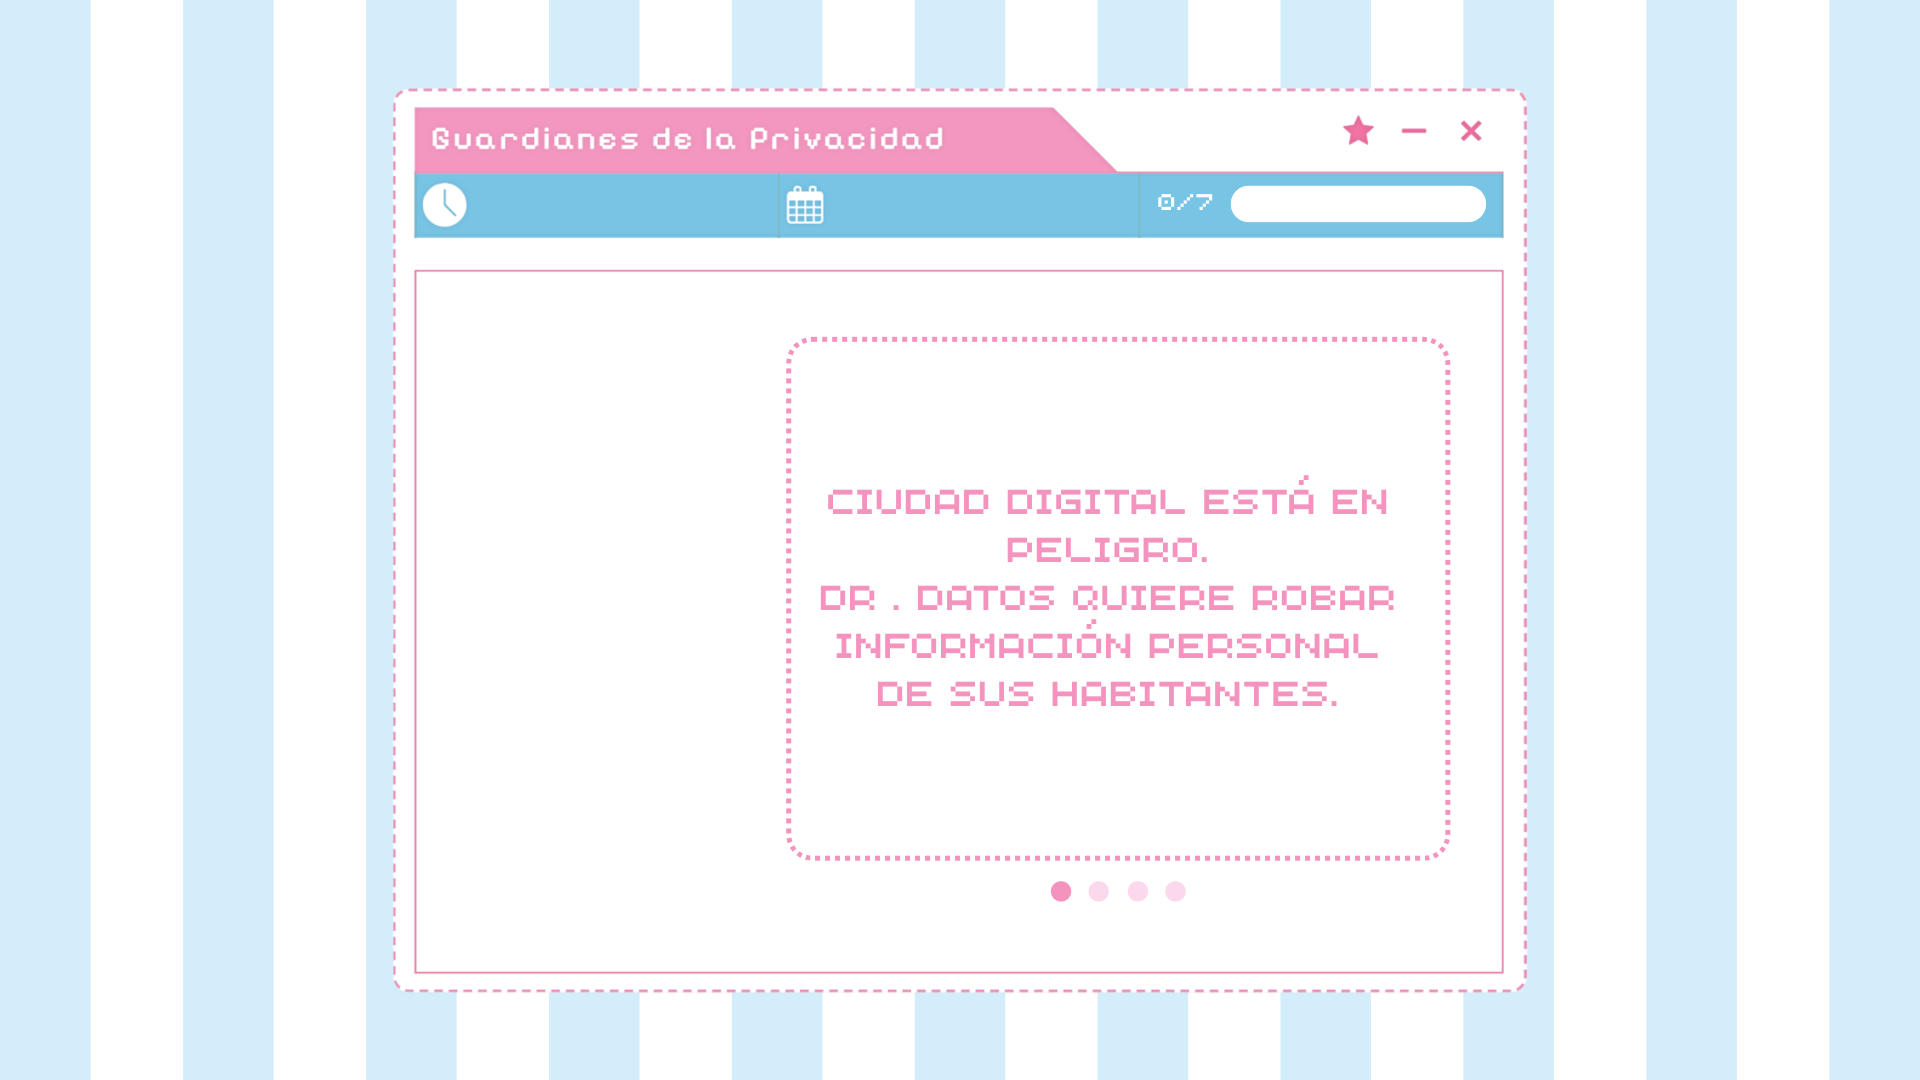 Guardianes de la Privacidad
0/7
CIUDAD DIGITAL ESTÁ EN
PELIGRO.
DR . DATOS QUIERE ROBAR
INFORMACIÓN PERSONAL
DE SUS HABITANTES.